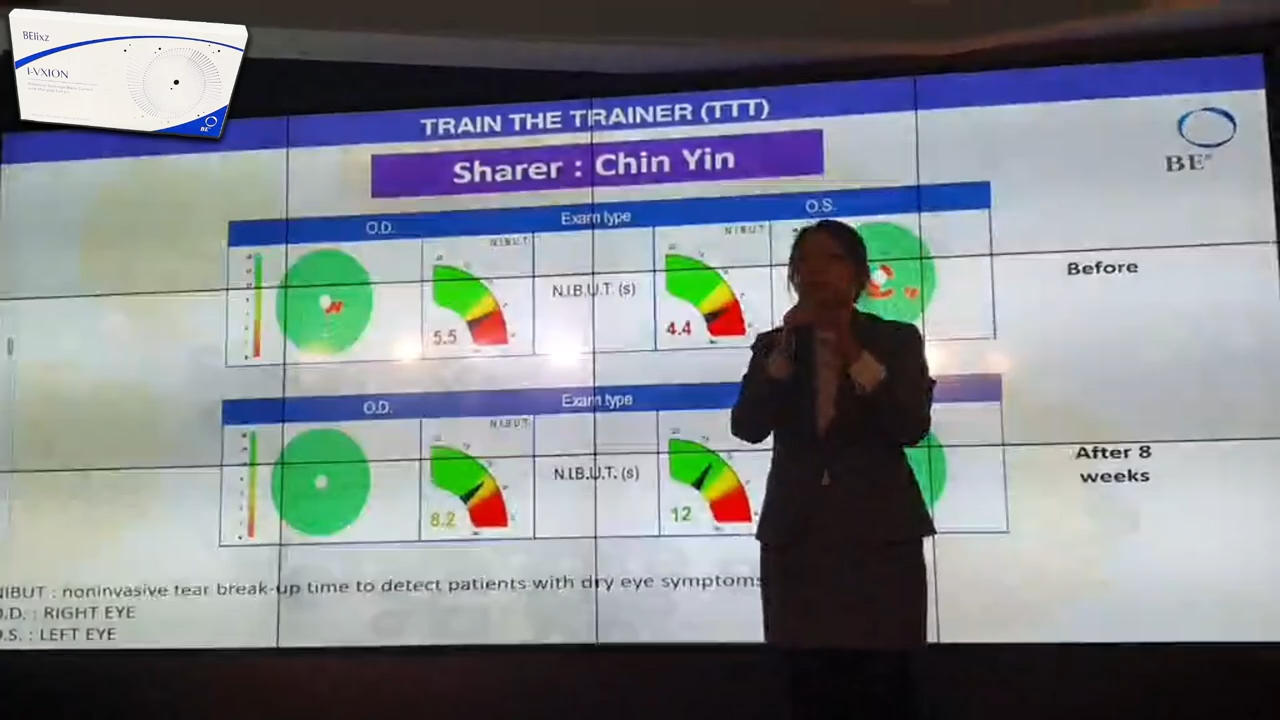 BElixz
I-VXION
BE
TRAIN THE TRAINER (TTT)
Sharer : Chin Yin
BE
O.D.
Exam type
O.S.
N I B U T
N.I.B.U.T. (s)
N I B U T
5.5
4.4
Before
O.D.
Exam type
N I B U T
N.I.B.U.T. (s)
8.2
12
After 8
weeks
NIBUT : noninvasive tear break-up time to detect patients with dry eye symptoms
O.D. : RIGHT EYE
O.S. : LEFT EYE